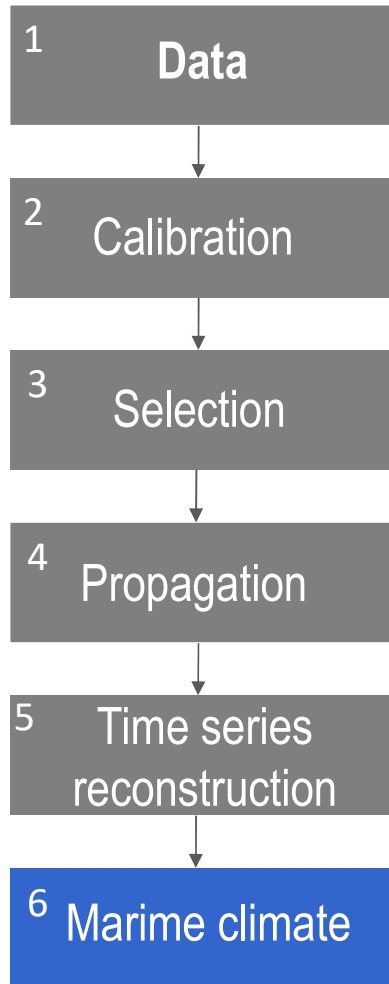 1
Data
2
Calibration
3
Selection
4
Propagation
5
Time series
reconstruction
6
Marime climate